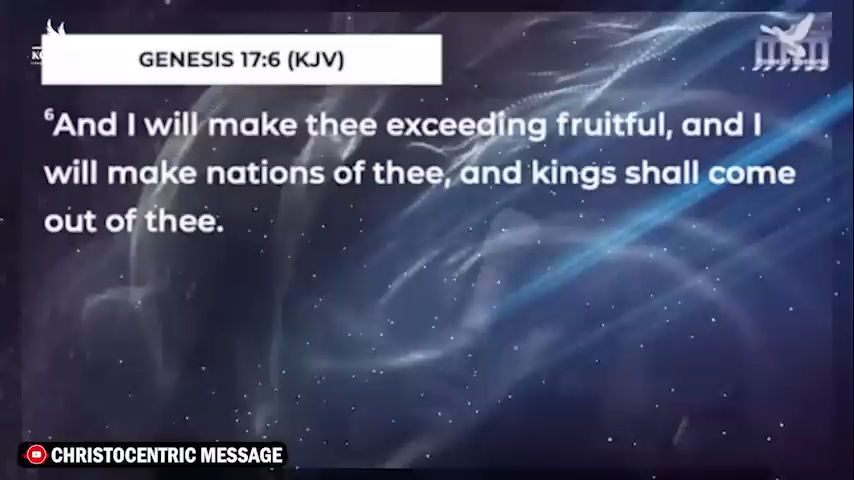 GENESIS 17:6 (KJV)
⁶And I will make thee exceeding fruitful, and I
will make nations of thee, and kings shall come
out of thee.
CHRISTOCENTRIC MESSAGE